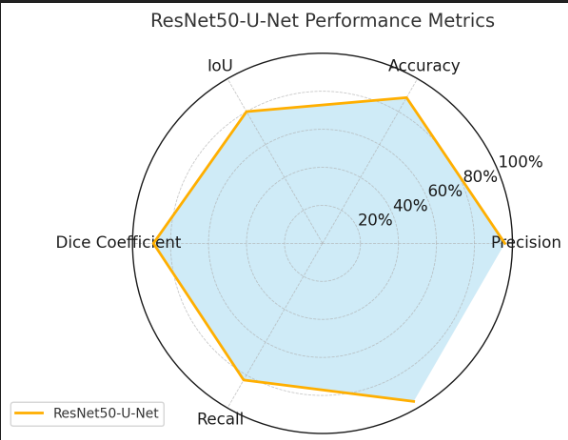 ResNet50-U-Net Performance Metrics
IoU
Accuracy
100%
80%
60%
40%
20%
Dice Coefficient
Precision
Recall
ResNet50-U-Net